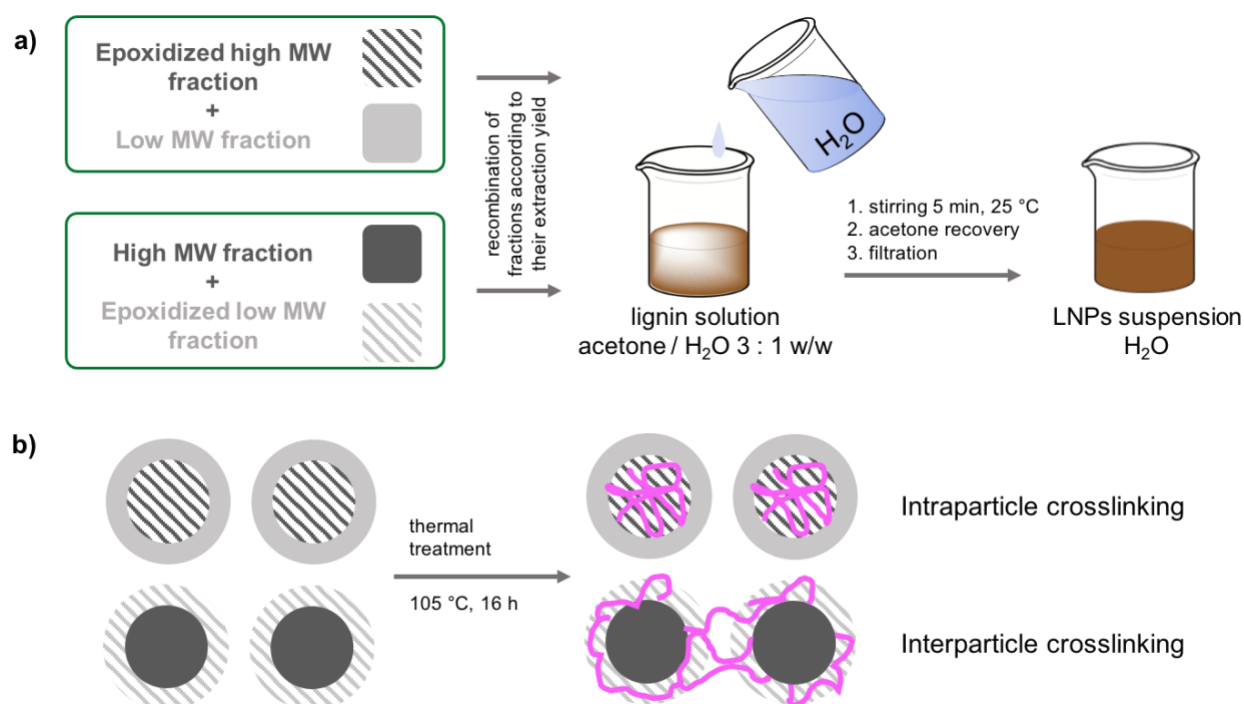 a)
Epoxidized high MW
fraction
+
Low MW fraction
High MW fraction
+
Epoxidized low MW
fraction
recombination of
fractions according to
their extraction yield
H₂O
lignin solution
acetone / H₂O 3 : 1 w/w
1. stirring 5 min, 25 °C
2. acetone recovery
3. filtration
LNPs suspension
H₂O
b)
thermal
treatment
105 °C, 16 h
Intraparticle crosslinking
Interparticle crosslinking